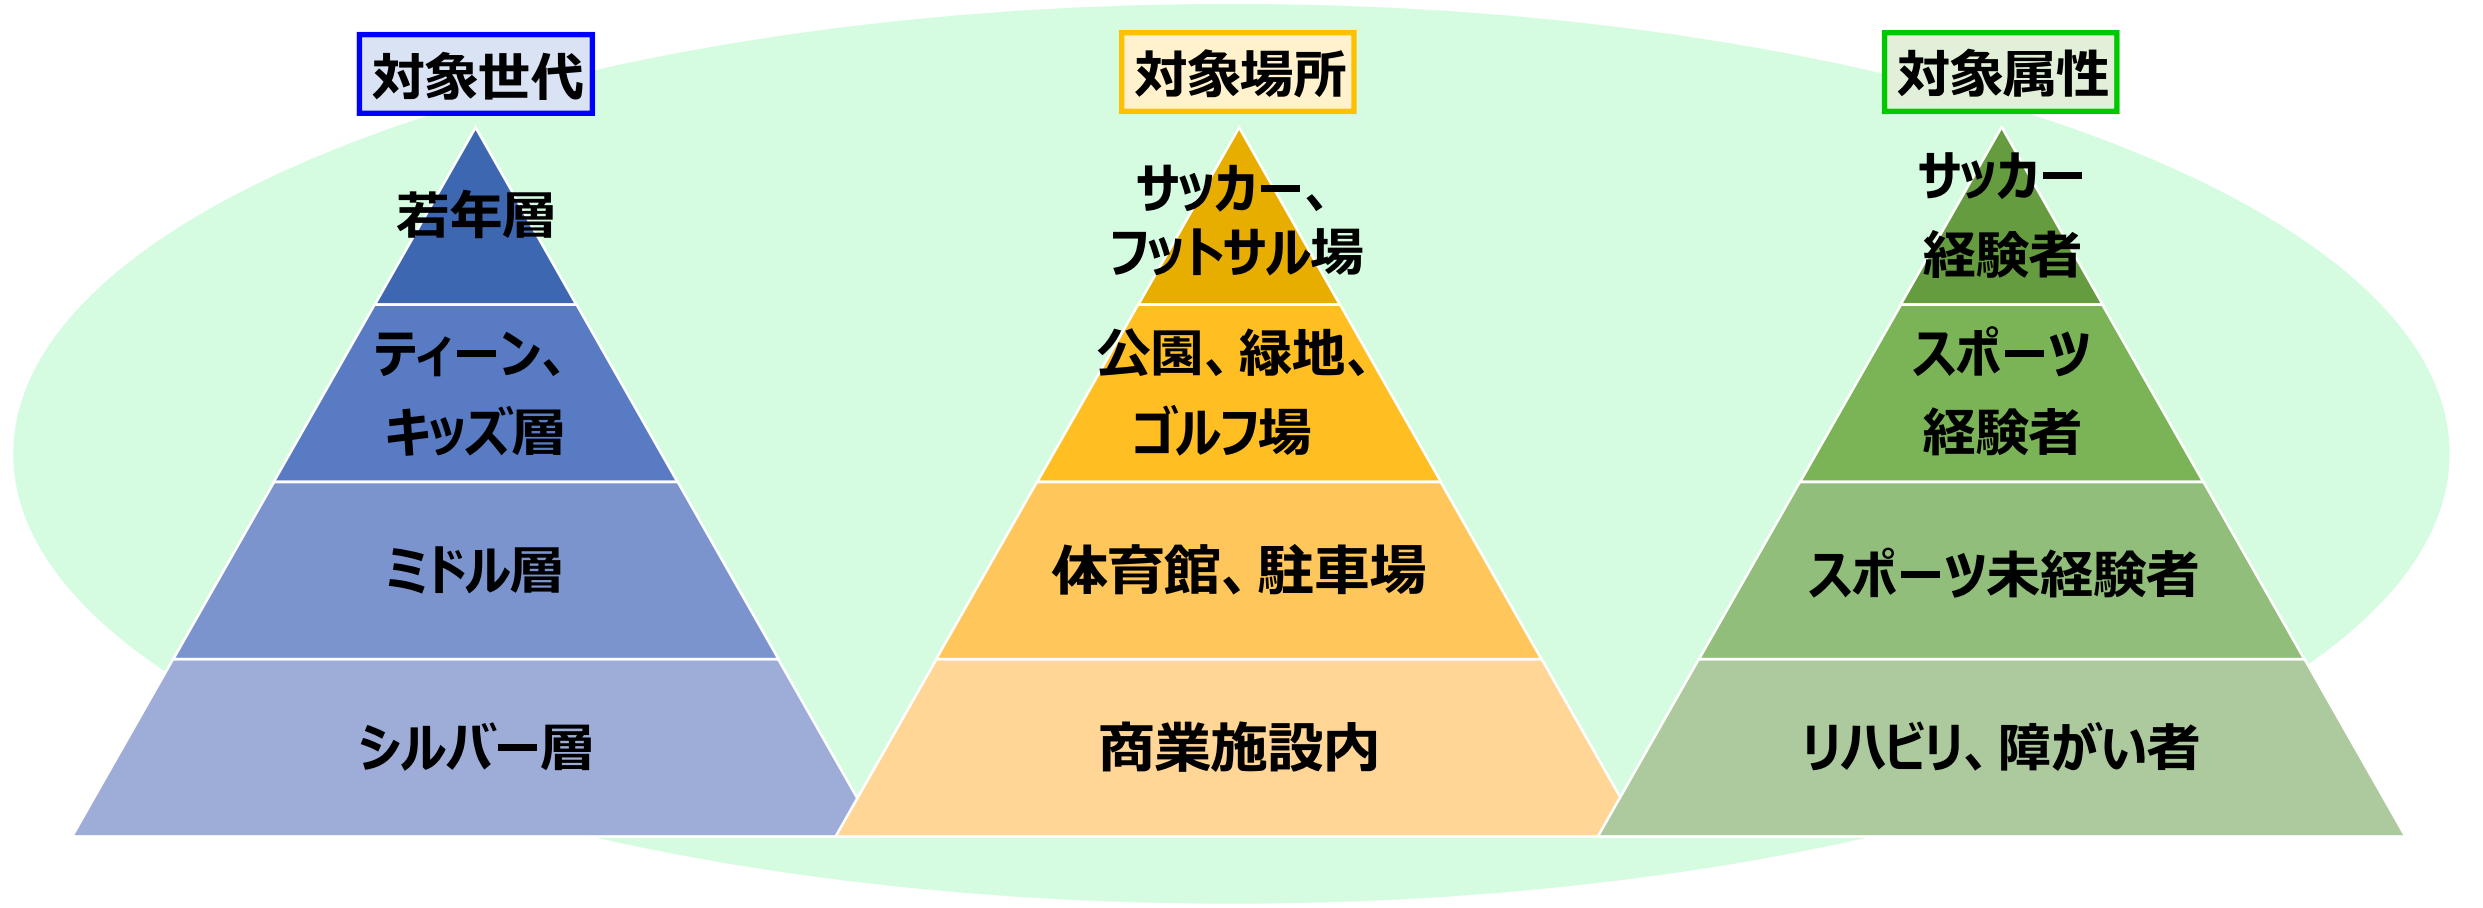 対象世代
若年層
ティーン、
キッズ層
ミドル層
シルバー層
対象場所
サッカー、
フットサル場
公園、緑地、
ゴルフ場
体育館、駐車場
商業施設内
対象属性
サッカー
経験者
スポーツ
経験者
スポーツ未経験者
リハビリ、障がい者